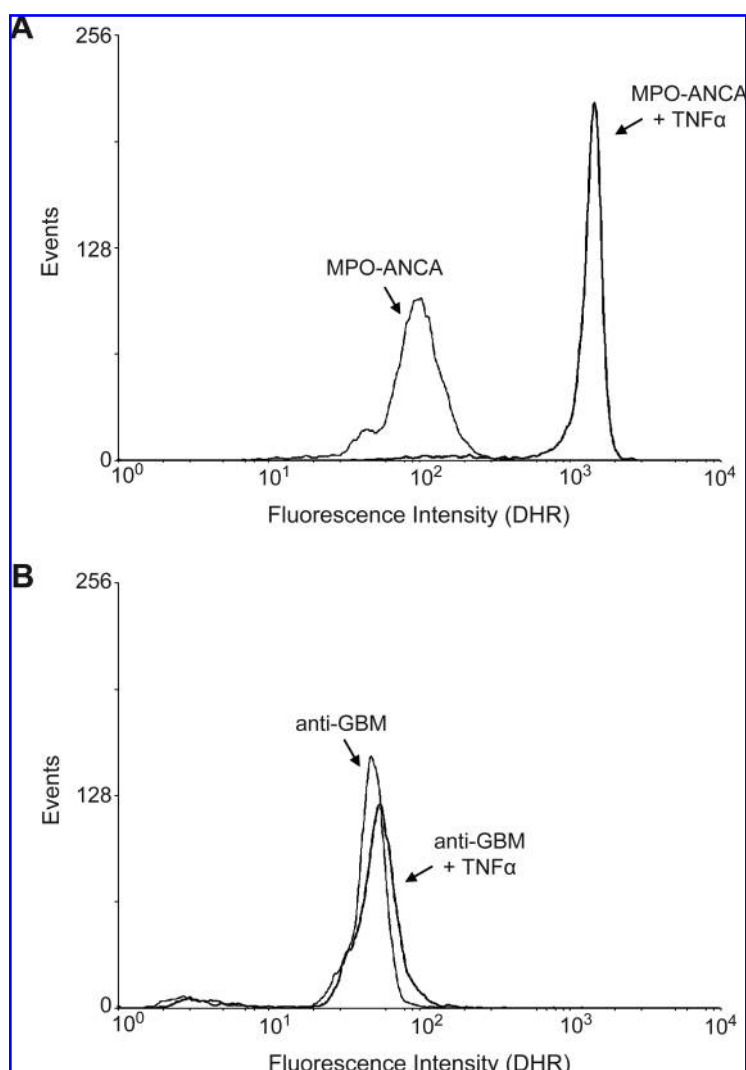 A
256
MPO-ANCA
+ TNFα
Events
128
MPO-ANCA
0
10⁰ 10¹ 10² 10³ 10⁴
Fluorescence Intensity (DHR)
B
256
anti-GBM
Events
128
anti-GBM
+ TNFα
0
10⁰ 10¹ 10² 10³ 10⁴
Fluorescence Intensity (DHR)